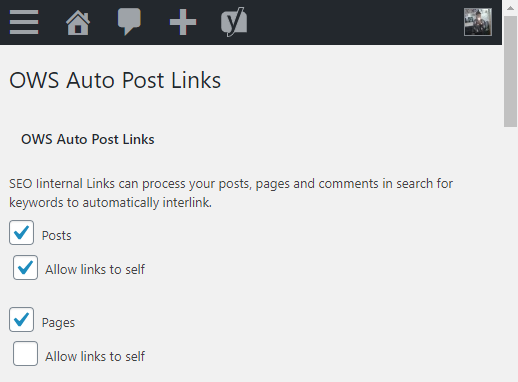 OWS Auto Post Links
OWS Auto Post Links
SEO Iinternal Links can process your posts, pages and comments in search for
keywords to automatically interlink.
Posts
Allow links to self
Pages
Allow links to self